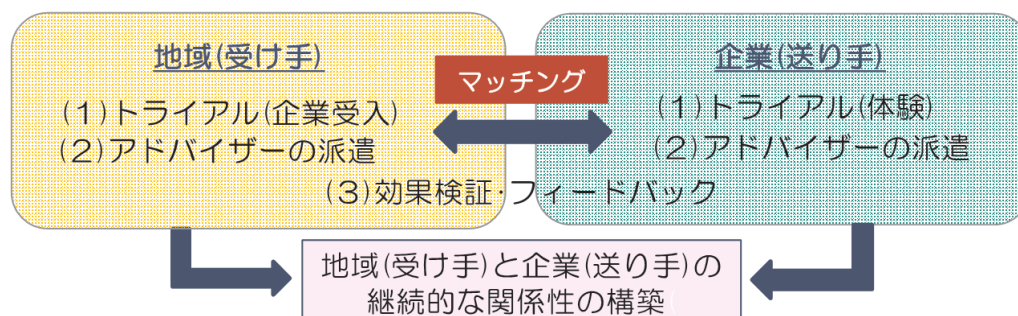 地域(受け手)
(1)トライアル(企業受入)
(2)アドバイザーの派遣
マッチング
企業(送り手)
(1)トライアル(体験)
(2)アドバイザーの派遣
(3)効果検証・フィードバック
地域(受け手)と企業(送り手)の
継続的な関係性の構築